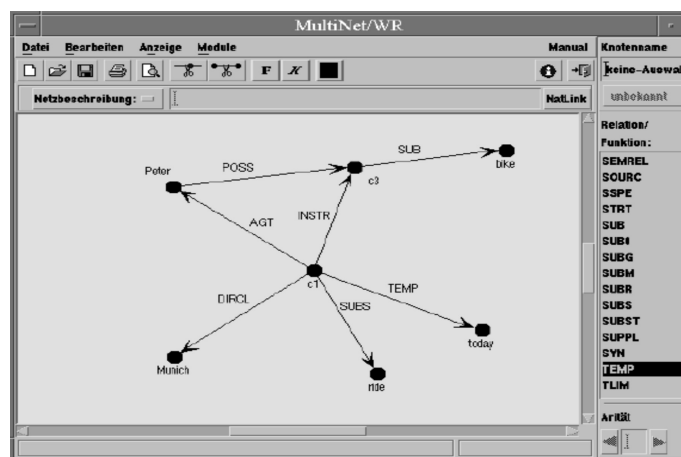 MultiNet/WR
Datei Bearbeiten Anzeige Module Manual
F K
Netzbeschreibung: NatLink
Knotenname
keine-Auswahl
unbekannt
Relation/
Funktion:
SEMREL
SOURC
SSPE
STRT
SUB
SUB0
SUBG
SUBM
SUBR
SUBS
SUBST
SUPPL
SYN
TEMP
TLIM
Arität
Peter
POSS
SUB
bike
c3
AGT
INSTR
c1
DIRCL
SUBS
TEMP
today
Munich
ride